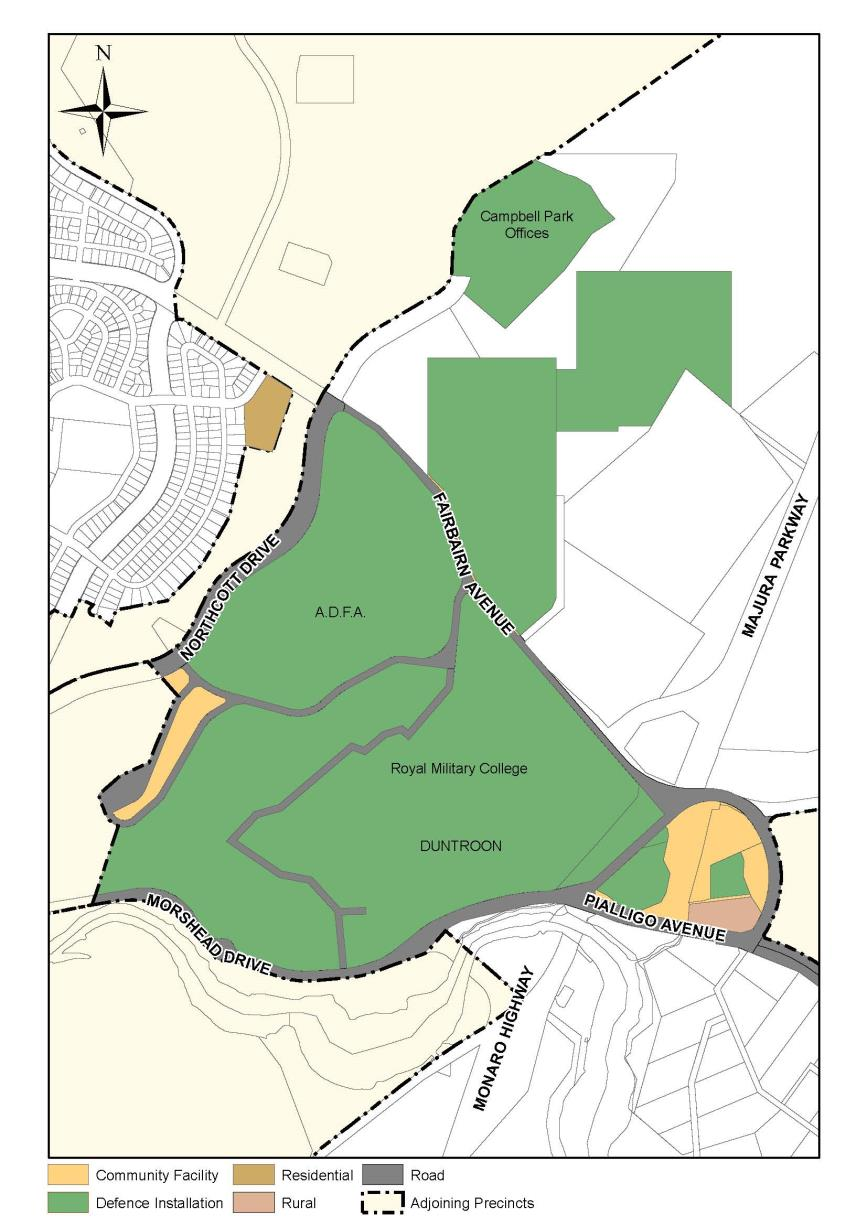 N
Campbell Park
Offices
FAIRBAIRN AVENUE
MAJURA PARKWAY
NORTHCOTT DRIVE
A.D.F.A.
Royal Military College
DUNTROON
MORSHEAD DRIVE
PIALLIGO AVENUE
MONARO HIGHWAY
Community Facility
Residential
Road
Defence Installation
Rural
Adjoining Precincts